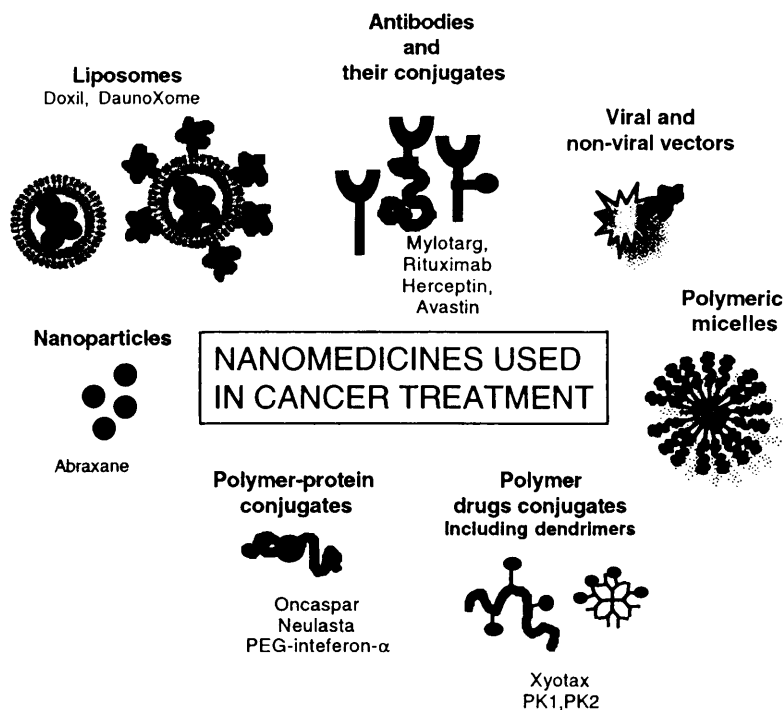 Antibodies
and
their conjugates
Liposomes
Doxil, DaunoXome
Viral and
non-viral vectors
Mylotarg,
Rituximab
Herceptin,
Avastin
Polymeric
micelles
Nanoparticles
NANOMEDICINES USED
IN CANCER TREATMENT
Abraxane
Polymer-protein
conjugates
Polymer
drugs conjugates
Including dendrimers
Oncaspar
Neulasta
PEG-inteferon-α
Xyotax
PK1,PK2